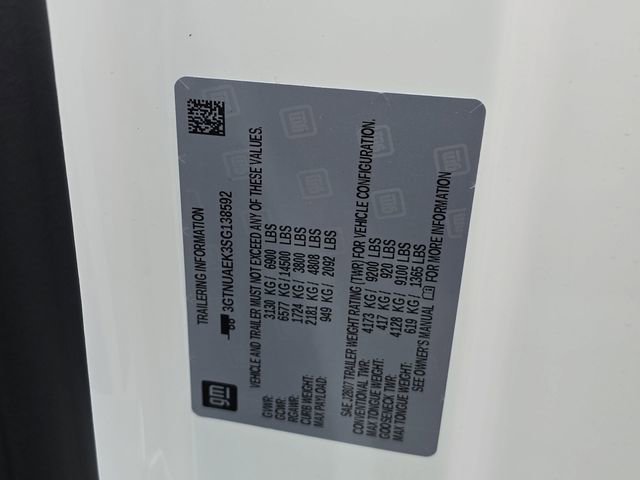 TRAILERING INFORMATION
3GTNUAEK3SG138592
VEHICLE AND TRAILER MUST NOT EXCEED ANY OF THESE VALUES.
GVWR: 3130 KG / 6900 LBS
GCWR: 6577 KG / 14500 LBS
RGAWR: 1724 KG / 3800 LBS
CURB WEIGHT: 2181 KG / 4808 LBS
MAX PAYLOAD: 949 KG / 2092 LBS
SAE J2807 TRAILER WEIGHT RATING (TWR) FOR VEHICLE CONFIGURATION.
CONVENTIONAL TWR: 4173 KG / 9200 LBS
MAX TONGUE WEIGHT: 417 KG / 920 LBS
GOOSENECK TWR: 4128 KG / 9100 LBS
MAX TONGUE WEIGHT: 619 KG / 1365 LBS
SEE OWNER'S MANUAL FOR MORE INFORMATION
gm